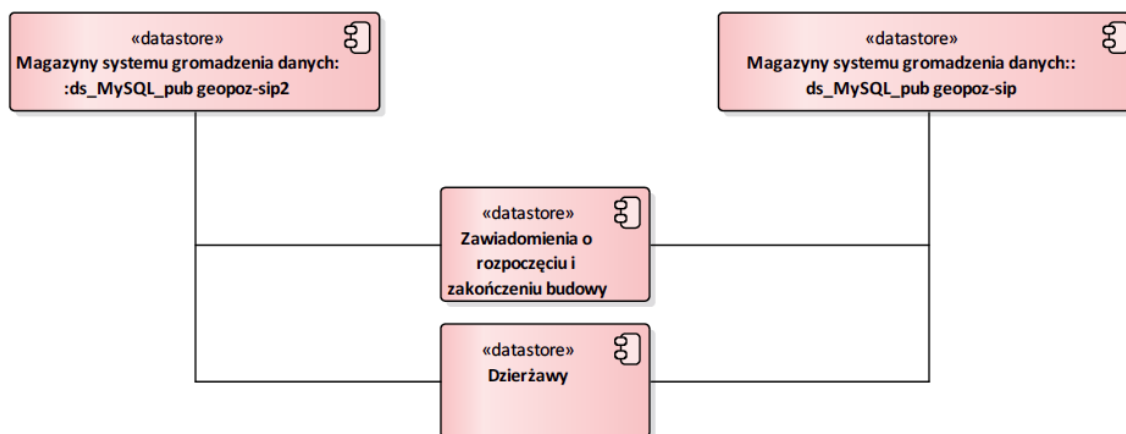 «datastore»
Magazyny systemu gromadzenia danych:
:ds_MySQL_pub geopoz-sip2
«datastore»
Magazyny systemu gromadzenia danych::
ds_MySQL_pub geopoz-sip
«datastore»
Zawiadomienia o
rozpoczęciu i
zakończeniu budowy
«datastore»
Dzierżawy